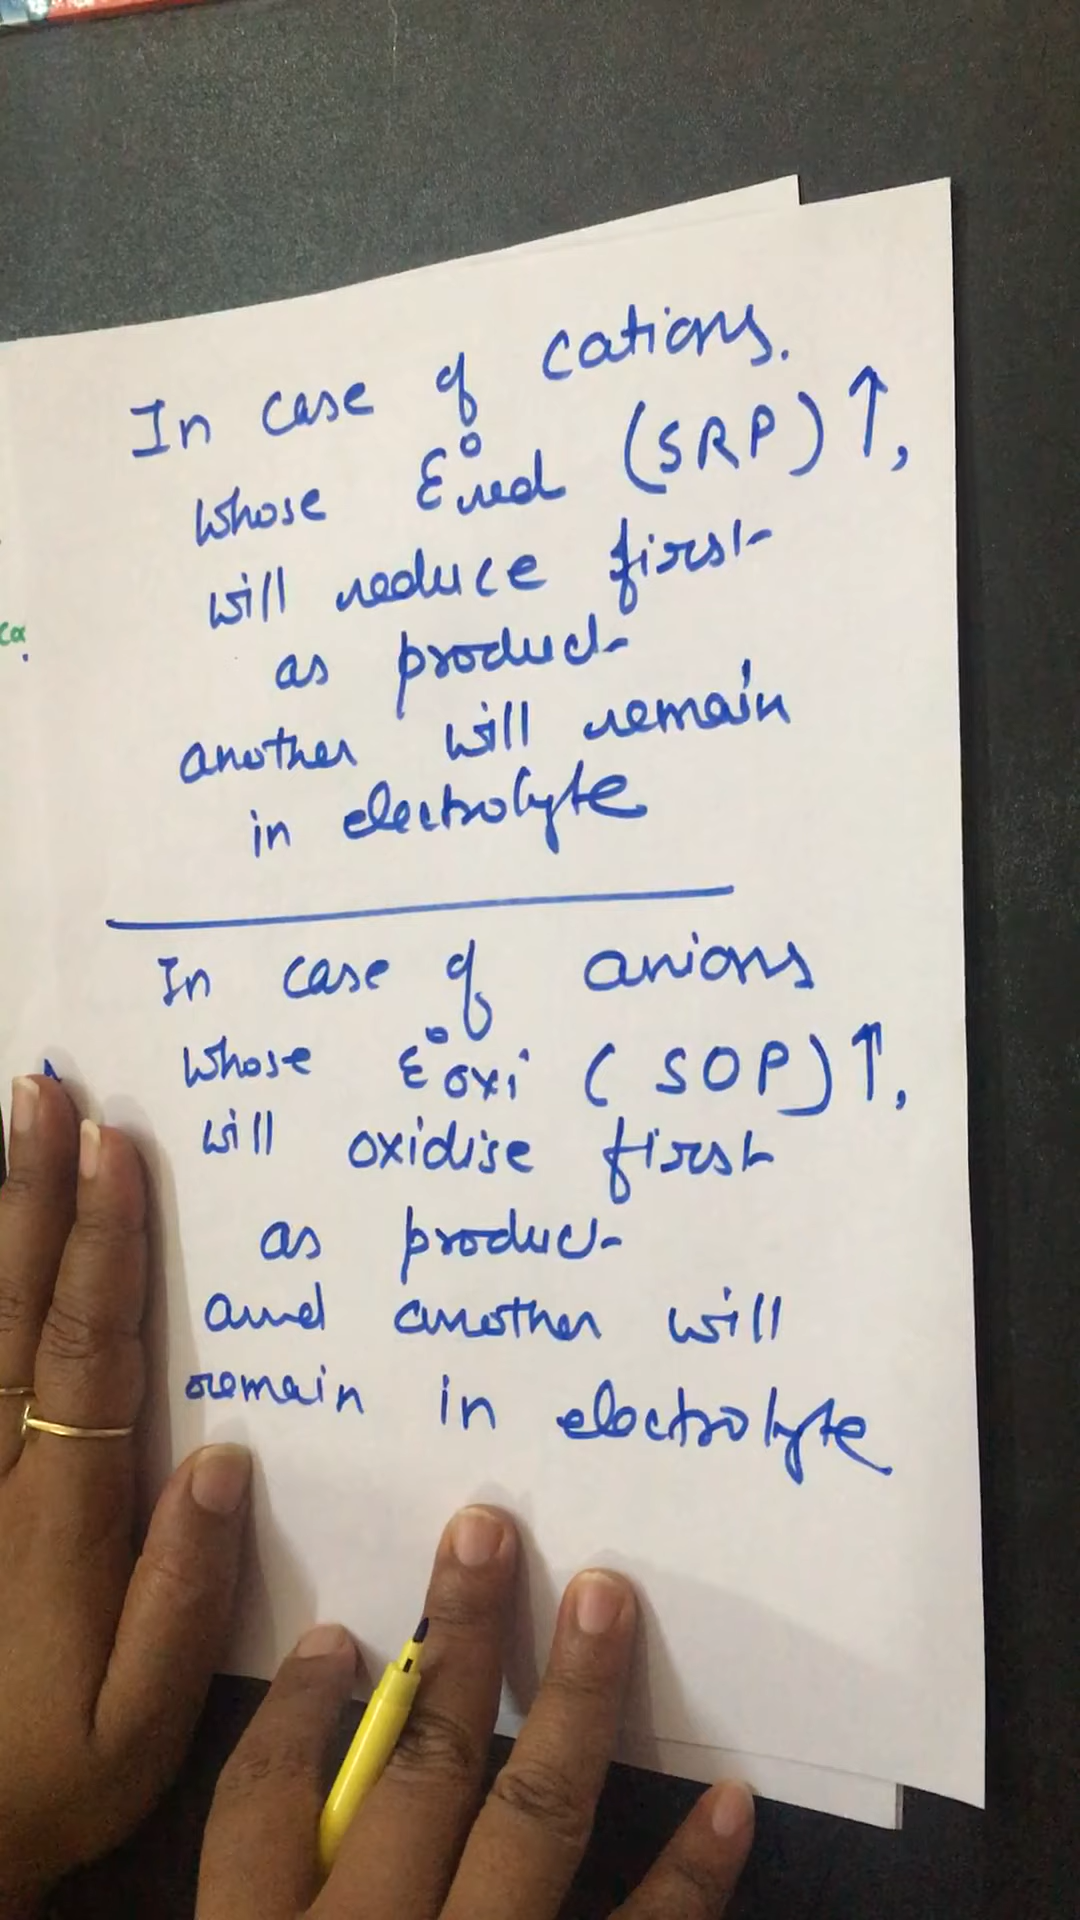 In case of cations.
whose E°red (SRP)↑,
will reduce first
as product
another will remain
in electrolyte
In case of anions
whose E°oxi (SOP)↑,
will oxidise first
as product
and another will
remain in electrolyte